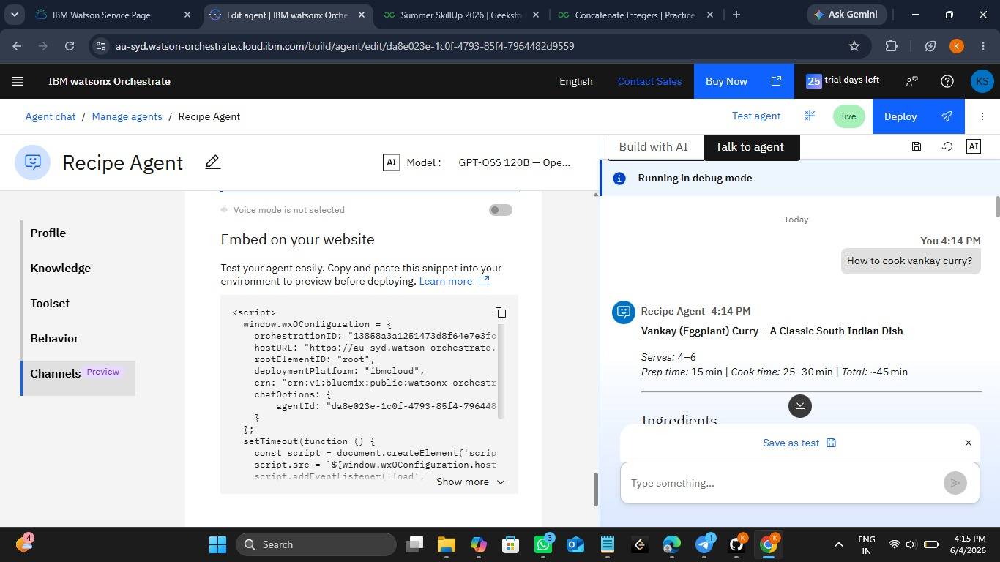 IBM Watson Service Page
Edit agent | IBM watsonx Orche
Summer SkillUp 2026 | Geeksfo
Concatenate Integers | Practice
Ask Gemini
au-syd.watson-orchestrate.cloud.ibm.com/build/agent/edit/da8e023e-1c0f-4793-85f4-7964482d9559
K
IBM watsonx Orchestrate
English
Contact Sales
Buy Now
25 trial days left
KS
Agent chat / Manage agents / Recipe Agent
Test agent
live
Deploy
Recipe Agent
AI Model :
GPT-OSS 120B — Ope...
Build with AI
Talk to agent
AI
Running in debug mode
Profile
Knowledge
Toolset
Behavior
Channels Preview
Voice mode is not selected
Embed on your website
Test your agent easily. Copy and paste this snippet into your
environment to preview before deploying. Learn more
<script>
window.wxOConfiguration = {
orchestrationID: "13858a3a1251473d8f64e7e3fc
hostURL: "https://au-syd.watson-orchestrate.
rootElementID: "root",
deploymentPlatform: "ibmcloud",
crn: "crn:v1:bluemix:public:watsonx-orchestr
chatOptions: {
agentId: "da8e023e-1c0f-4793-85f4-796448
}
};
setTimeout(function () {
const script = document.createElement('scrip
script.src = `${window.wxOConfiguration.host
script.addEventListener('load',
Show more
Today
You 4:14 PM
How to cook vankay curry?
Recipe Agent 4:14 PM
Vankay (Eggplant) Curry – A Classic South Indian Dish
Serves: 4–6
Prep time: 15 min | Cook time: 25–30 min | Total: ~45 min
Ingredients
Save as test
Type something...
4
Search
3
1
K
K
ENG
IN
4:15 PM
6/4/2026